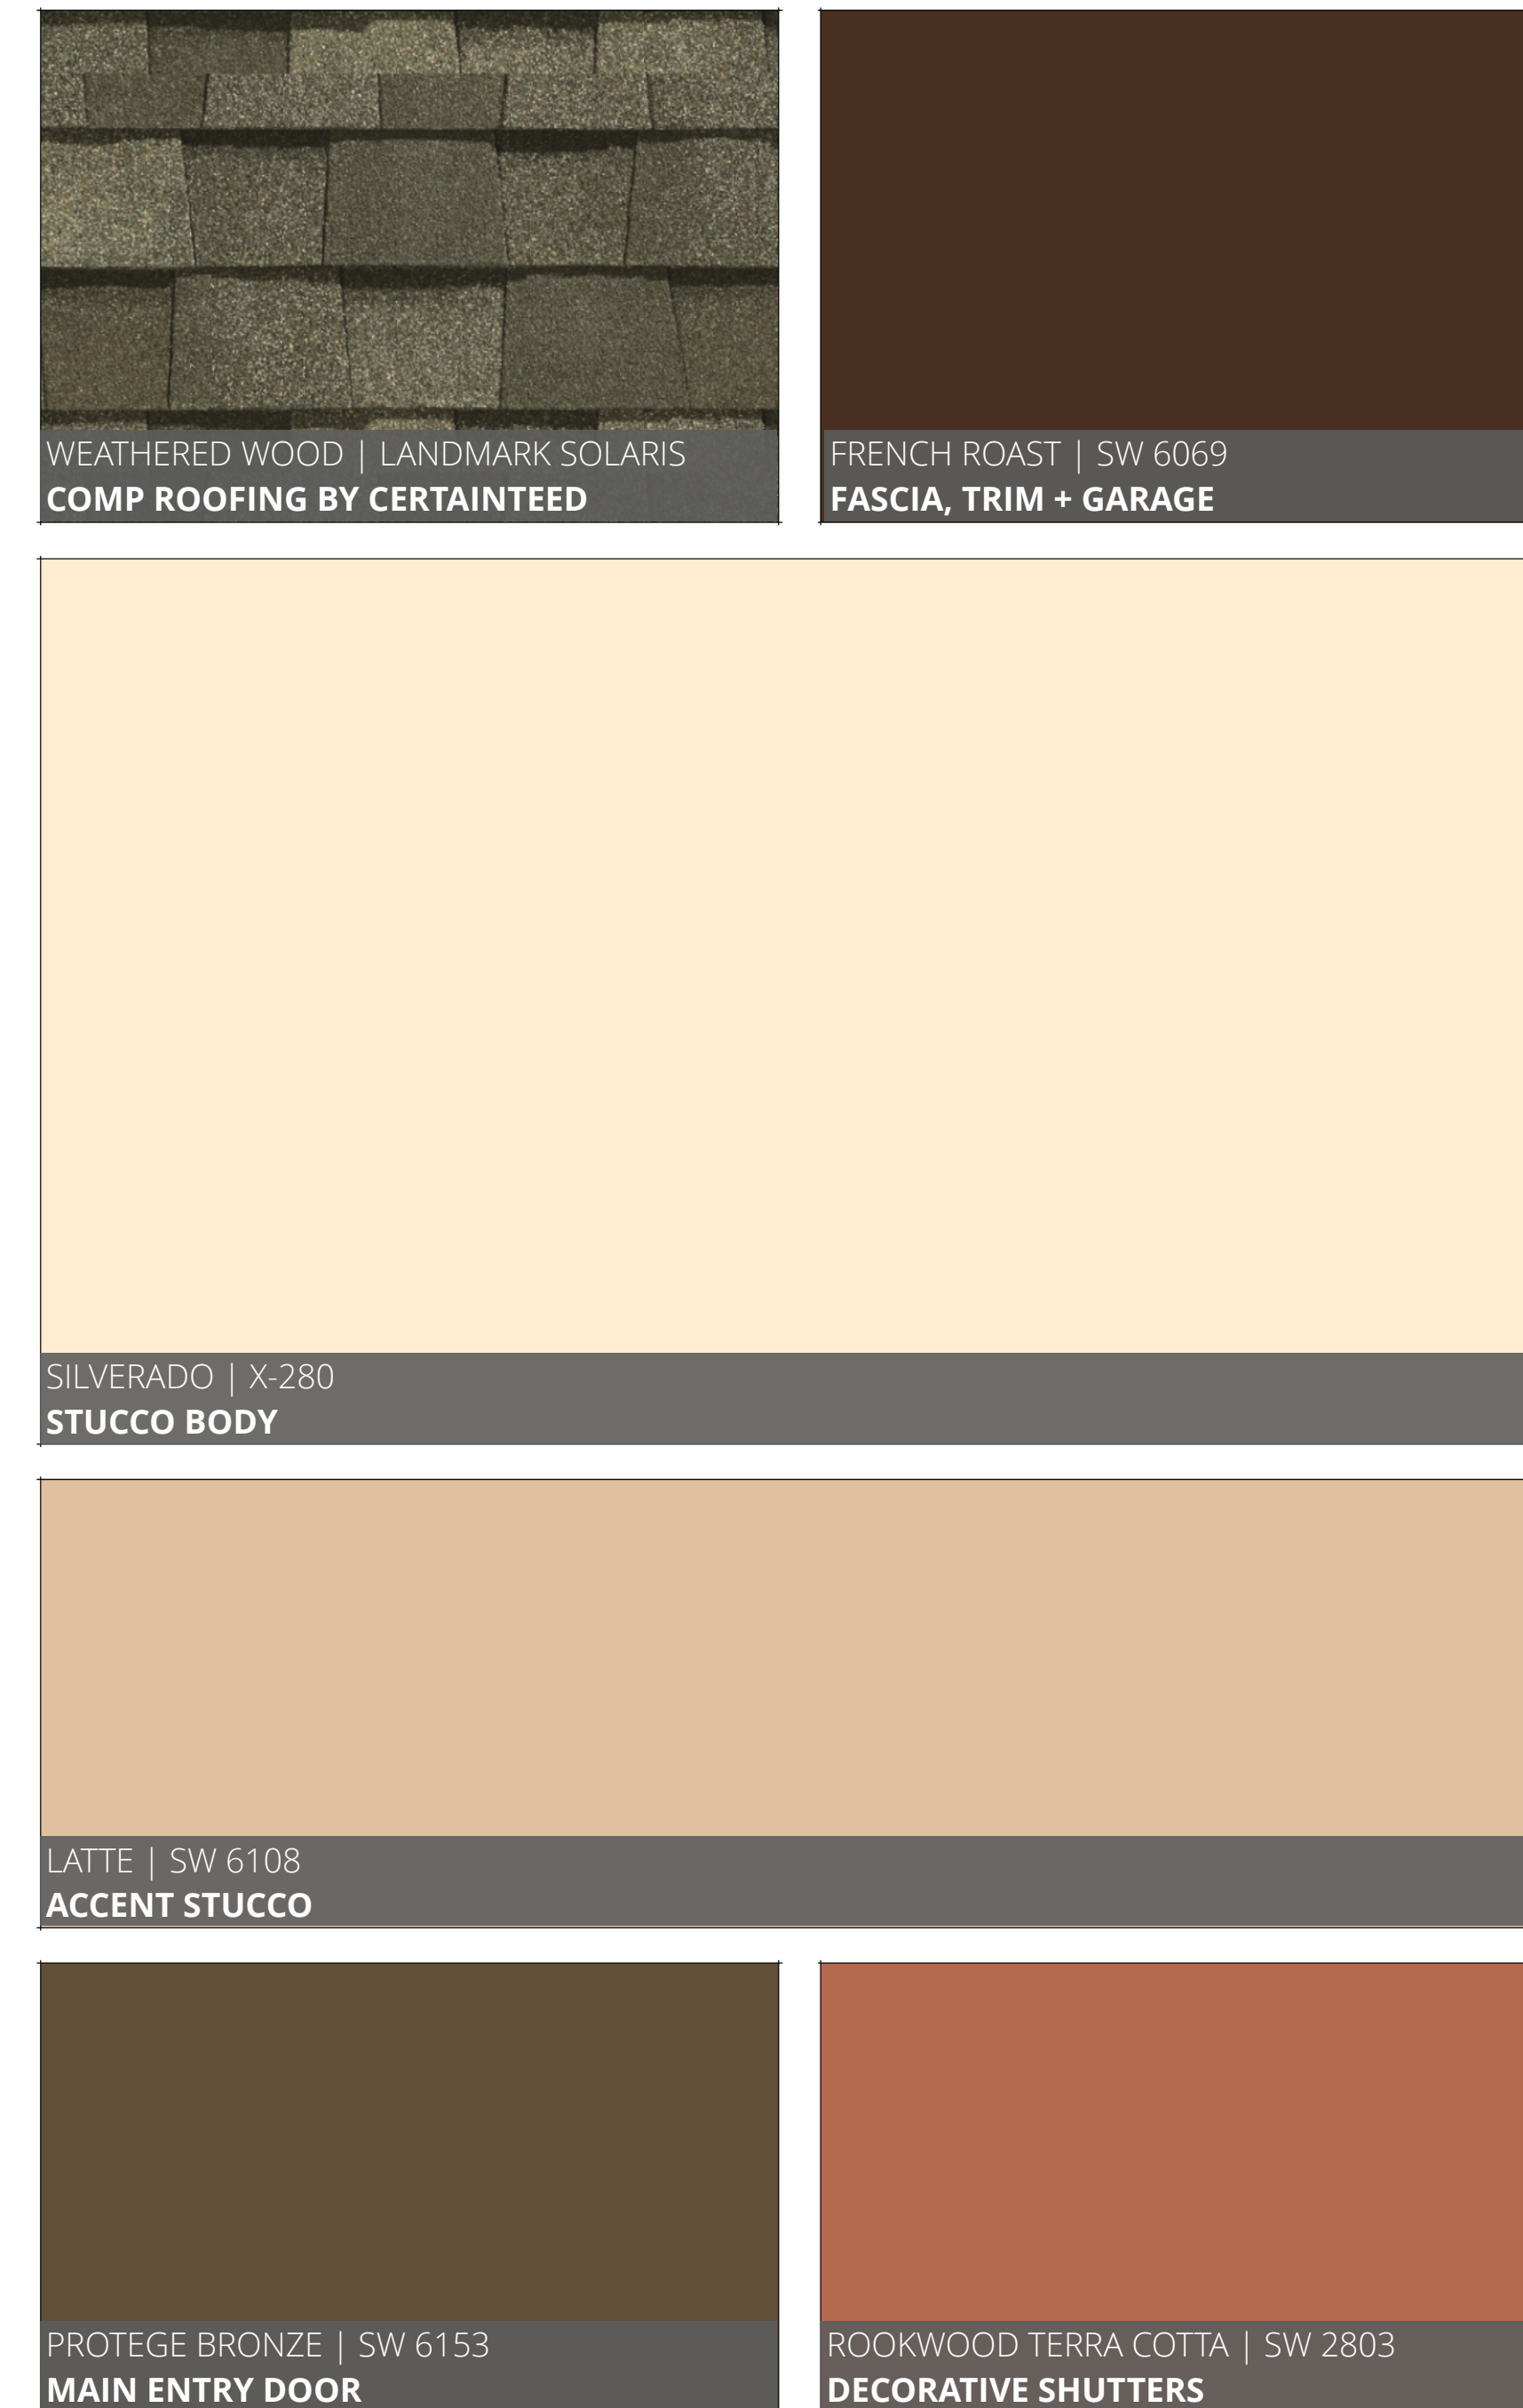 WEATHERED WOOD | LANDMARK SOLARIS
COMP ROOFING BY CERTAINTEED
FRENCH ROAST | SW 6069
FASCIA, TRIM + GARAGE
SILVERADO | X-280
STUCCO BODY
LATTE | SW 6108
ACCENT STUCCO
PROTEGE BRONZE | SW 6153
MAIN ENTRY DOOR
ROOKWOOD TERRA COTTA | SW 2803
DECORATIVE SHUTTERS